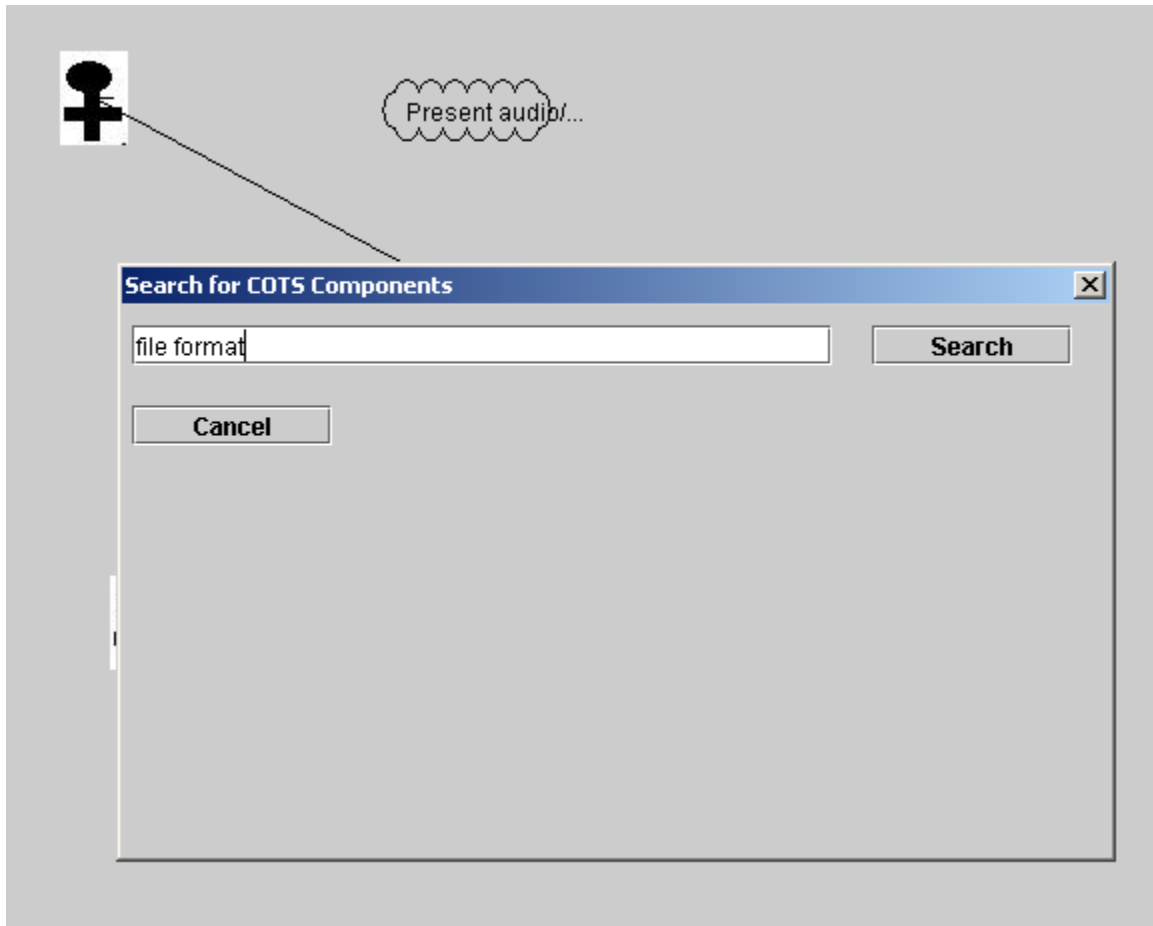 Present audio/...
Search for COTS Components
file format
Search
Cancel